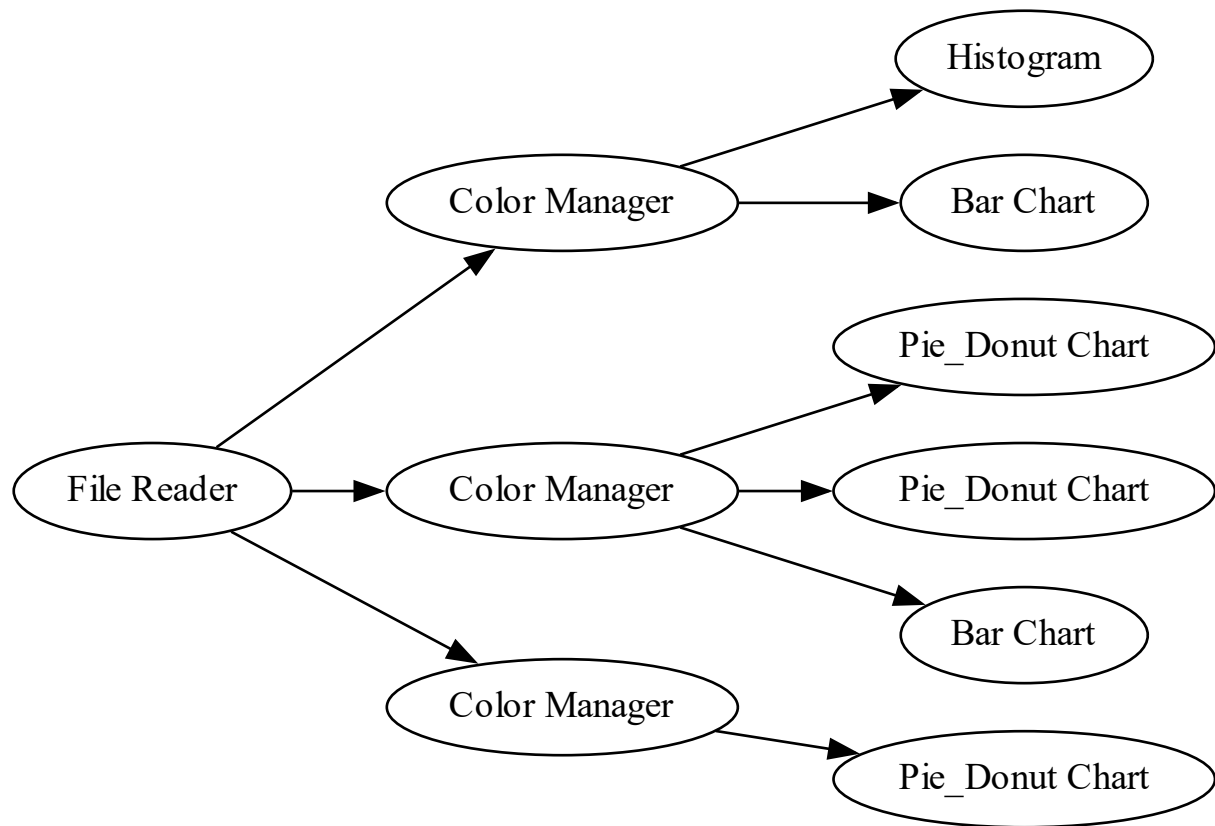 Histogram
Color Manager
Bar Chart
Pie_Donut Chart
File Reader
Color Manager
Pie_Donut Chart
Bar Chart
Color Manager
Pie_Donut Chart